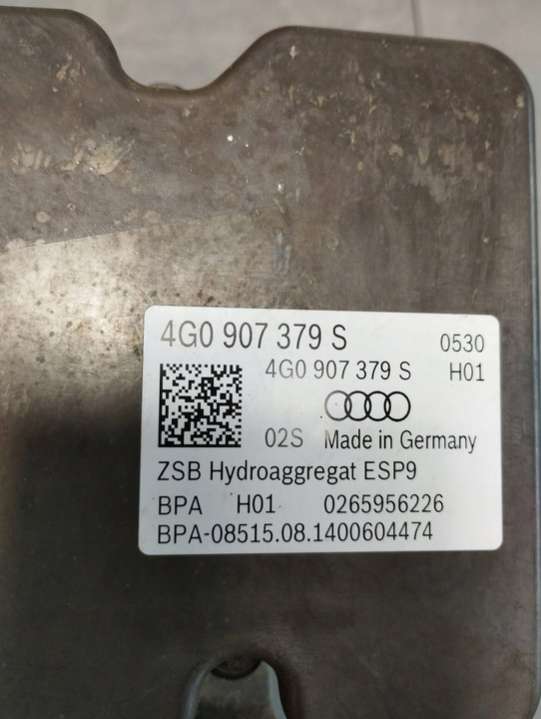 4G0 907 379 S 0530
4G0 907 379 S H01
02S Made in Germany
ZSB Hydroaggregat ESP9
BPA H01 0265956226
BPA-08515.08.1400604474